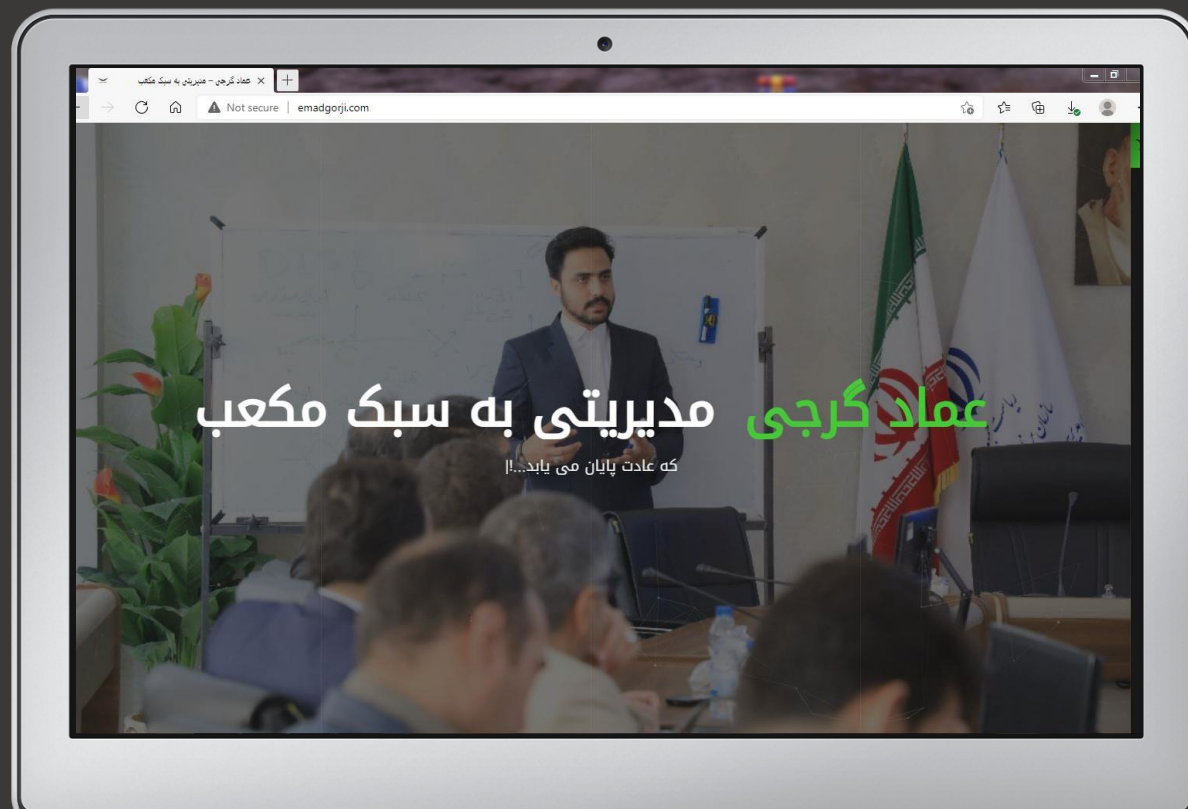 عماد گرجی – مدیریتی به سبک مکعب
Not secure | emadgorji.com
عماد گرجی مدیریتی به سبک مکعب
که عادت پایان می یابد...!|